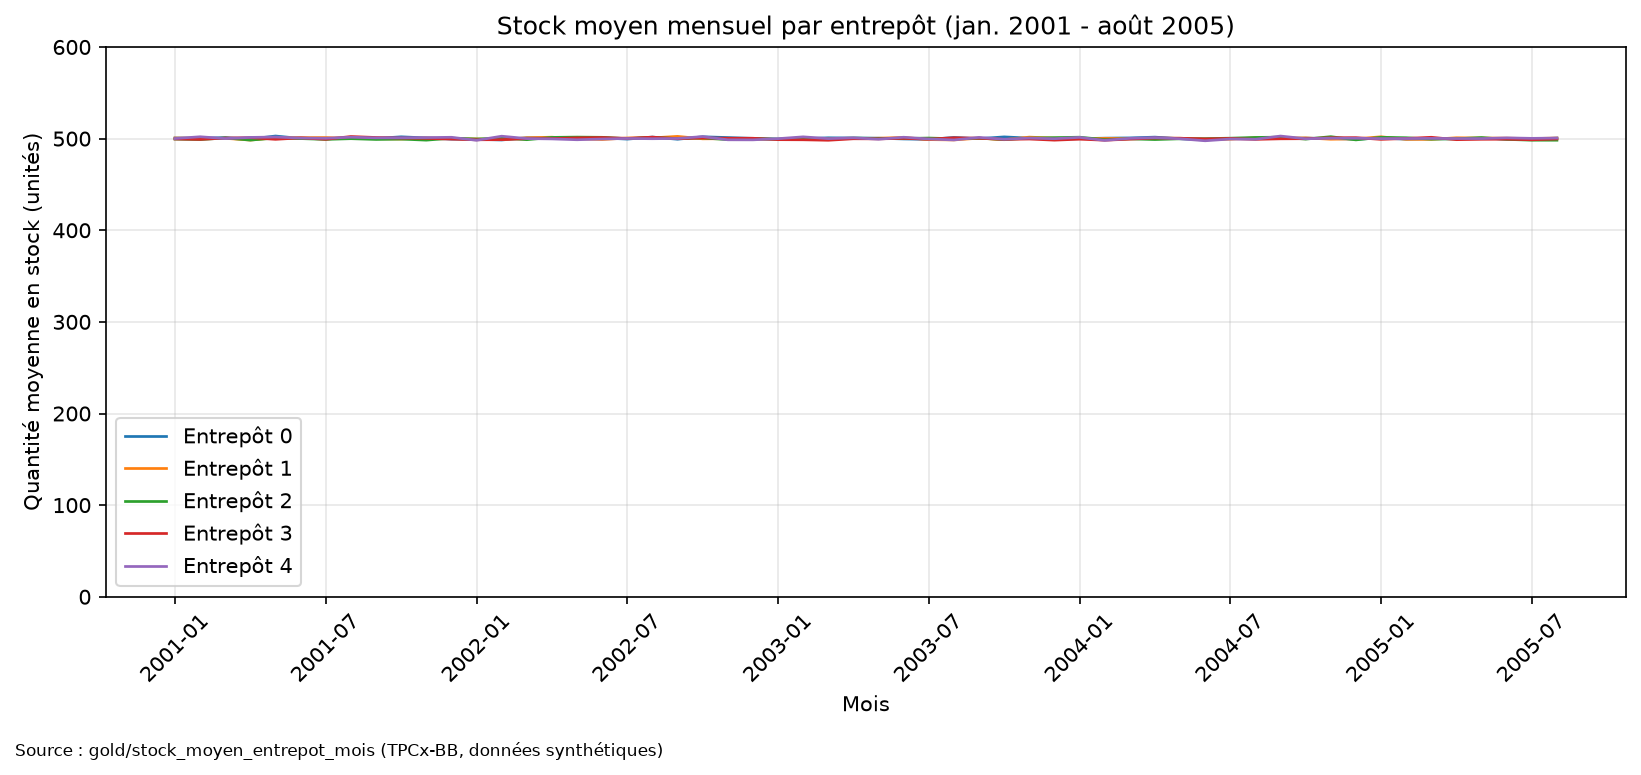 Stock moyen mensuel par entrepôt (jan. 2001 - août 2005)
Quantité moyenne en stock (unités)
600
500
400
300
200
100
0
Entrepôt 0
Entrepôt 1
Entrepôt 2
Entrepôt 3
Entrepôt 4
2001-01
2001-07
2002-01
2002-07
2003-01
2003-07
2004-01
2004-07
2005-01
2005-07
Mois
Source : gold/stock_moyen_entrepot_mois (TPCx-BB, données synthétiques)